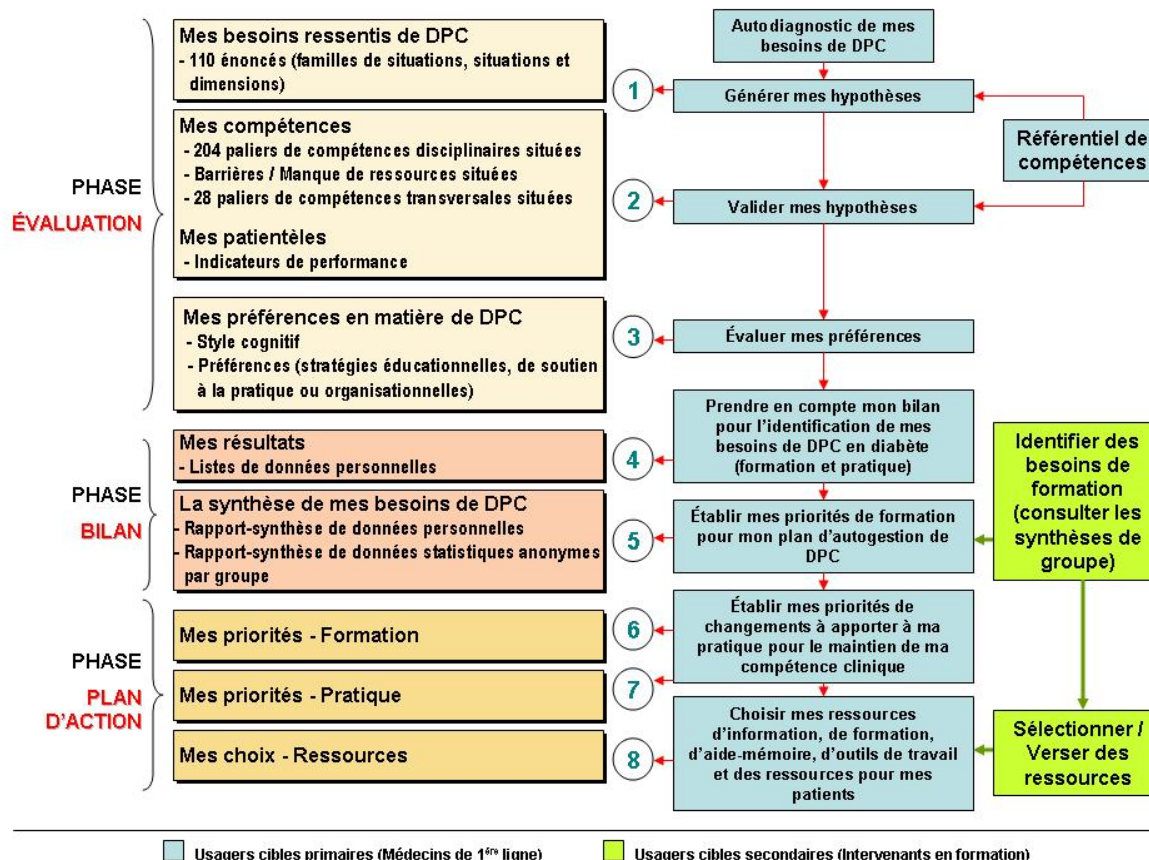 PHASE
ÉVALUATION
Mes besoins ressentis de DPC
- 110 énoncés (familles de situations, situations et
dimensions)
Mes compétences
- 204 paliers de compétences disciplinaires situées
- Barrières / Manque de ressources situées
- 28 paliers de compétences transversales situées
Mes patientèles
- Indicateurs de performance
Mes préférences en matière de DPC
- Style cognitif
- Préférences (stratégies éducationnelles, de soutien
à la pratique ou organisationnelles)
PHASE
BILAN
Mes résultats
- Listes de données personnelles
La synthèse de mes besoins de DPC
- Rapport-synthèse de données personnelles
- Rapport-synthèse de données statistiques anonymes
par groupe
PHASE
PLAN
D'ACTION
Mes priorités - Formation
Mes priorités - Pratique
Mes choix - Ressources
1
2
3
4
5
6
7
8
Autodiagnostic de mes
besoins de DPC
Générer mes hypothèses
Valider mes hypothèses
Référentiel de
compétences
Évaluer mes préférences
Prendre en compte mon bilan
pour l'identification de mes
besoins de DPC en diabète
(formation et pratique)
Établir mes priorités de formation
pour mon plan d'autogestion de
DPC
Établir mes priorités de
changements à apporter à ma
pratique pour le maintien de ma
compétence clinique
Choisir mes ressources
d'information, de formation,
d'aide-mémoire, d'outils de travail
et des ressources pour mes
patients
Identifier des
besoins de
formation
(consulter les
synthèses de
groupe)
Sélectionner /
Verser des
ressources
Usagers cibles primaires (Médecins de 1ère ligne)
Usagers cibles secondaires (Intervenants en formation)